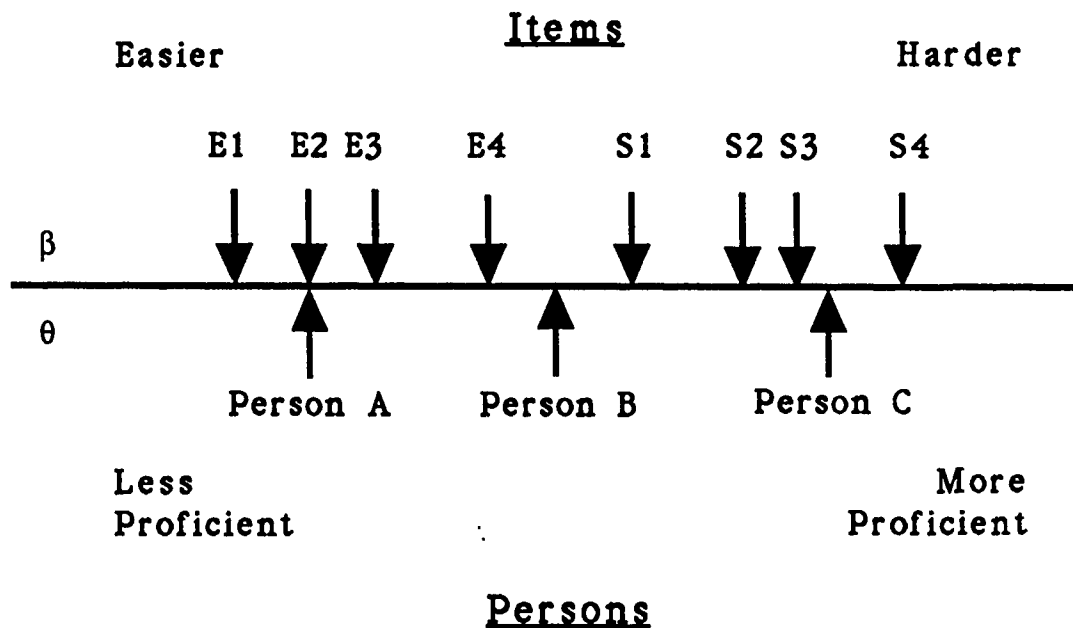 Items
Easier Harder
E1 E2 E3 E4 S1 S2 S3 S4
β
θ
Person A Person B Person C
Less More
Proficient Proficient
Persons